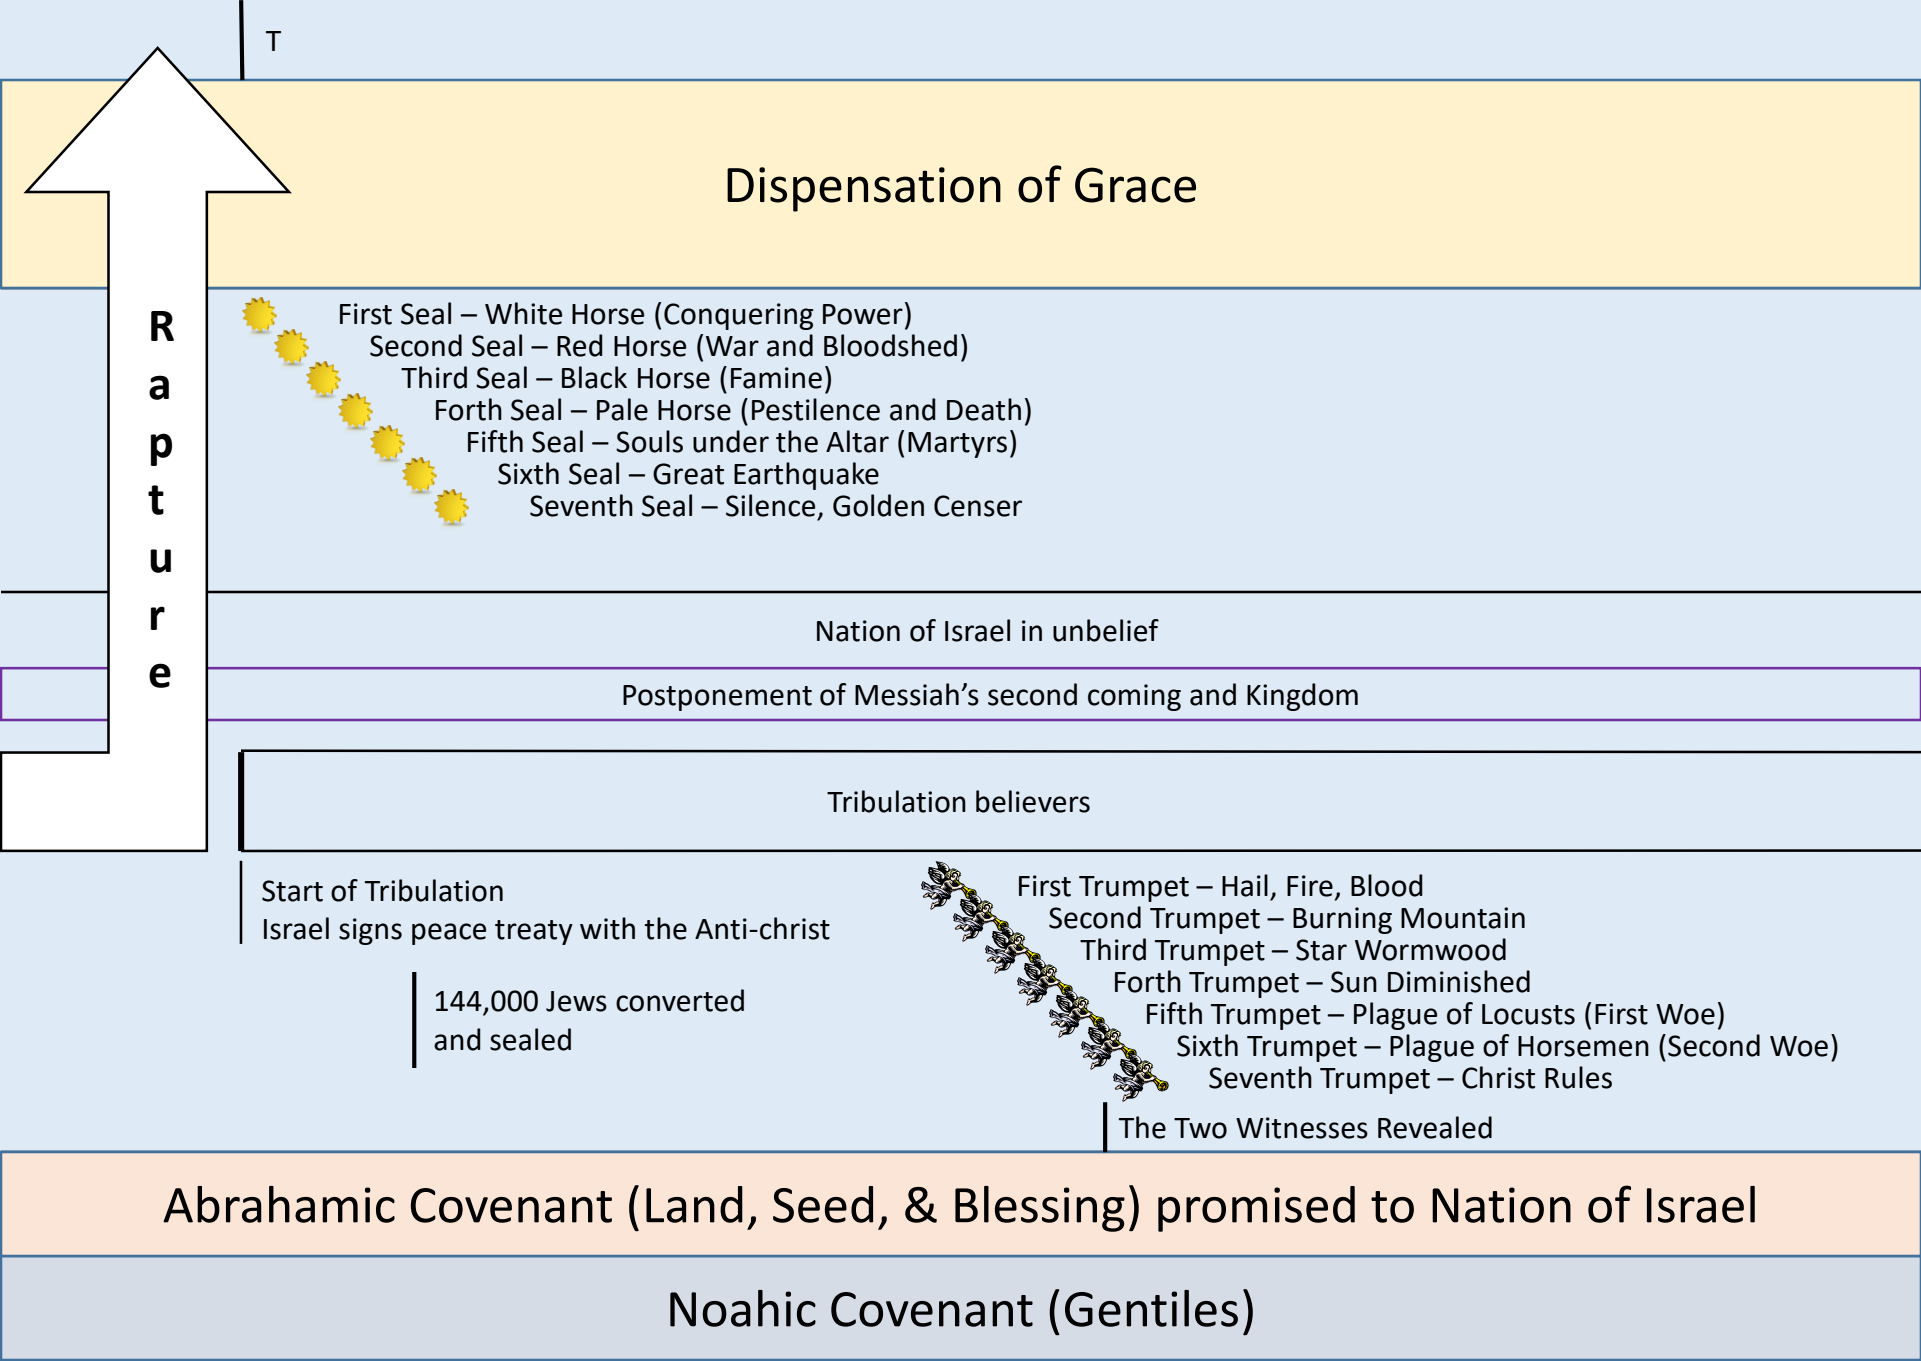 T
Dispensation of Grace
Rapture
First Seal – White Horse (Conquering Power)
Second Seal – Red Horse (War and Bloodshed)
Third Seal – Black Horse (Famine)
Forth Seal – Pale Horse (Pestilence and Death)
Fifth Seal – Souls under the Altar (Martyrs)
Sixth Seal – Great Earthquake
Seventh Seal – Silence, Golden Censer
Nation of Israel in unbelief
Postponement of Messiah’s second coming and Kingdom
Tribulation believers
Start of Tribulation
Israel signs peace treaty with the Anti-christ
144,000 Jews converted
and sealed
First Trumpet – Hail, Fire, Blood
Second Trumpet – Burning Mountain
Third Trumpet – Star Wormwood
Forth Trumpet – Sun Diminished
Fifth Trumpet – Plague of Locusts (First Woe)
Sixth Trumpet – Plague of Horsemen (Second Woe)
Seventh Trumpet – Christ Rules
The Two Witnesses Revealed
Abrahamic Covenant (Land, Seed, & Blessing) promised to Nation of Israel
Noahic Covenant (Gentiles)